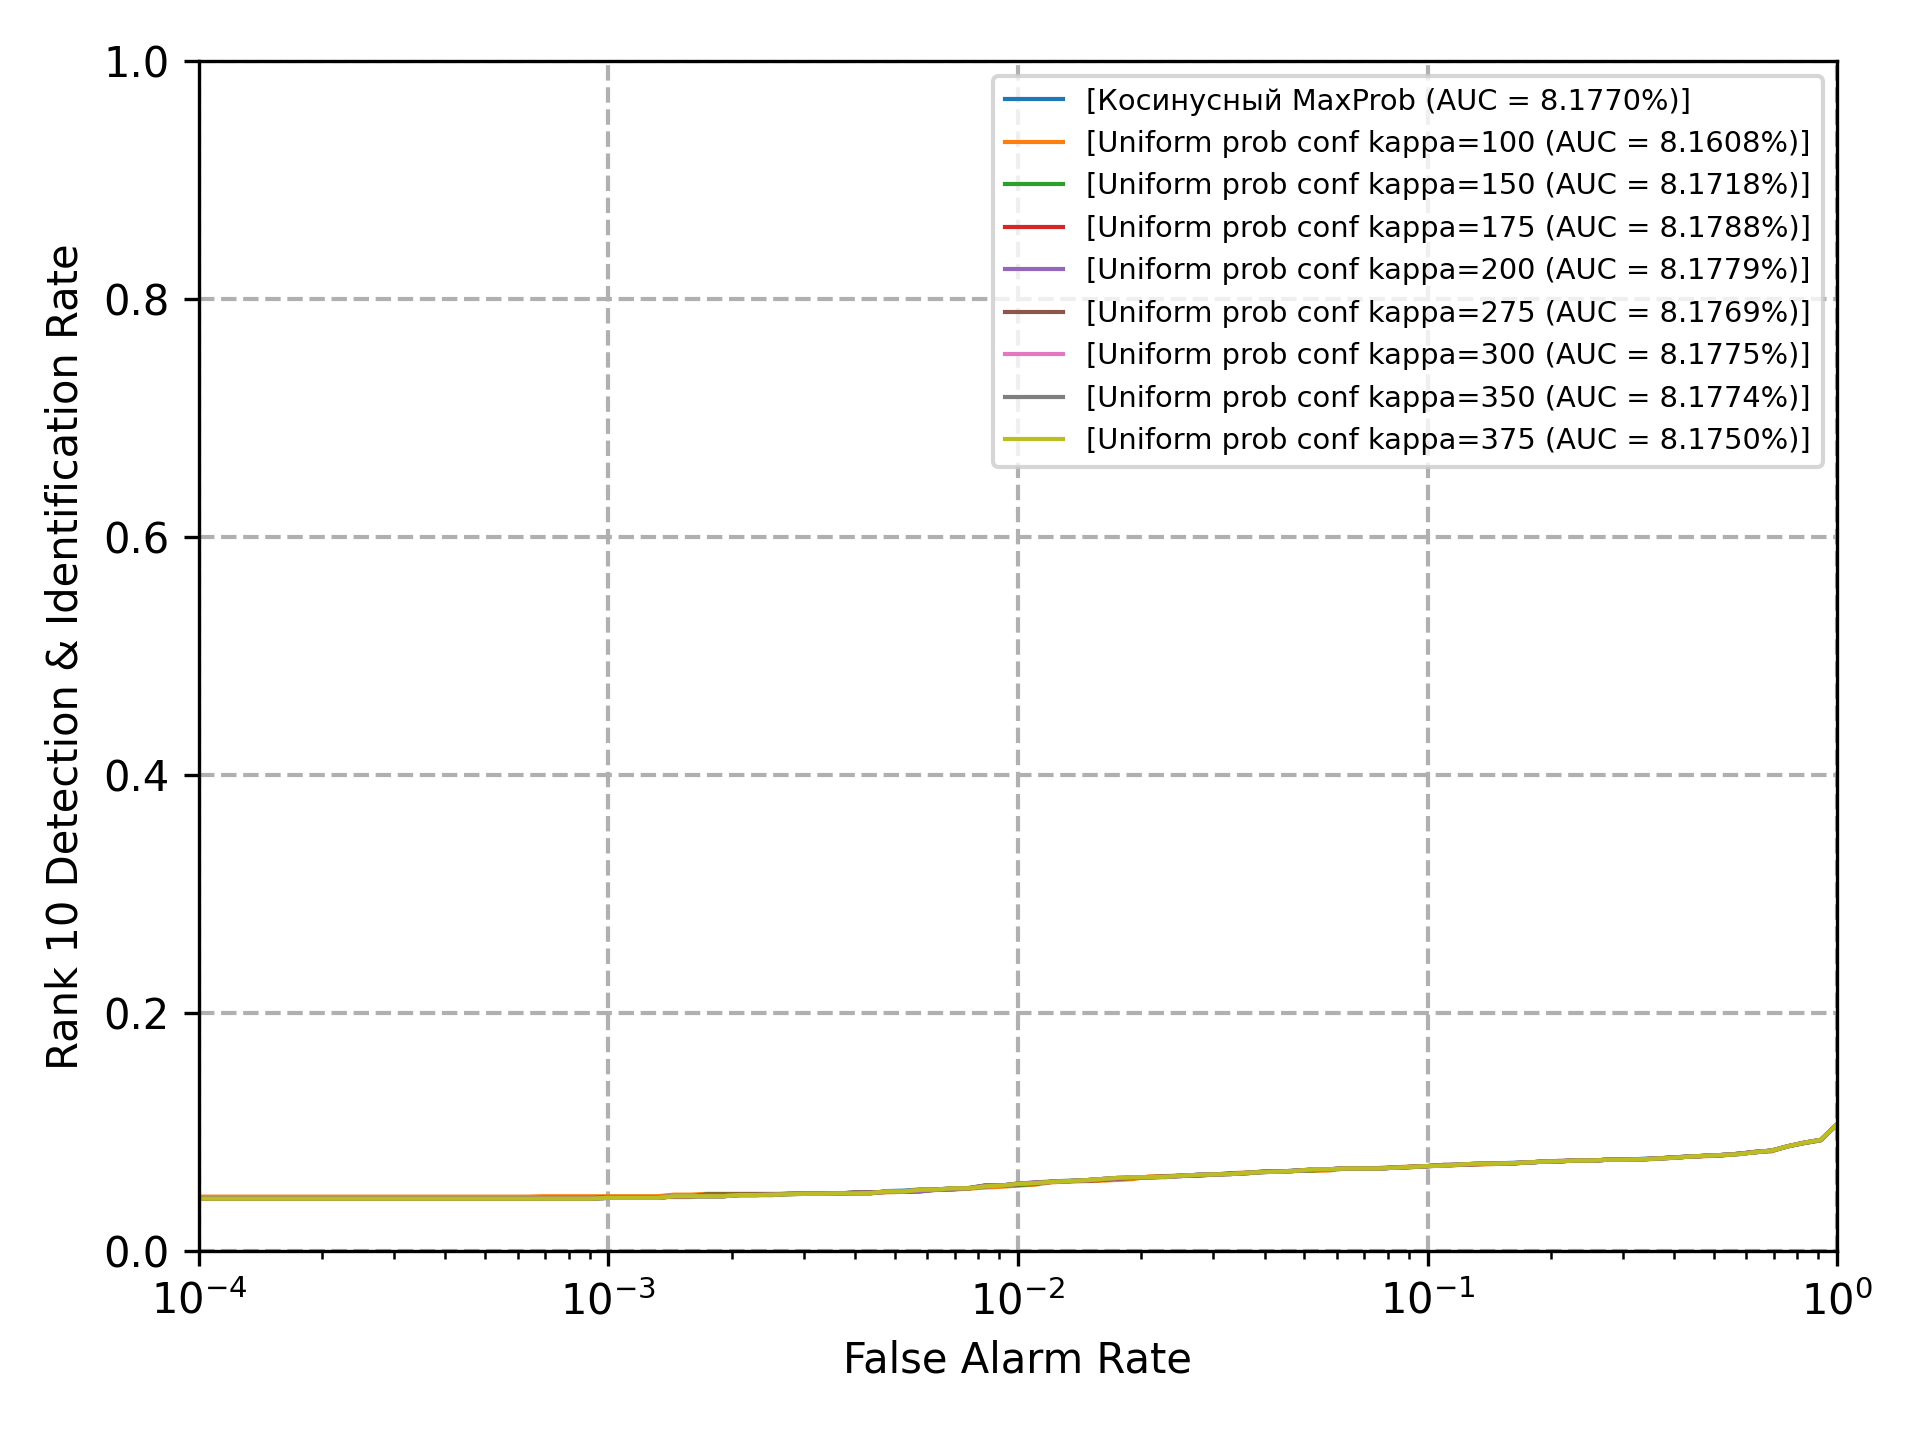 1.0
0.8
0.6
0.4
0.2
0.0
Rank 10 Detection & Identification Rate
[Косинусный MaxProb (AUC = 8.1770%)]
[Uniform prob conf kappa=100 (AUC = 8.1608%)]
[Uniform prob conf kappa=150 (AUC = 8.1718%)]
[Uniform prob conf kappa=175 (AUC = 8.1788%)]
[Uniform prob conf kappa=200 (AUC = 8.1779%)]
[Uniform prob conf kappa=275 (AUC = 8.1769%)]
[Uniform prob conf kappa=300 (AUC = 8.1775%)]
[Uniform prob conf kappa=350 (AUC = 8.1774%)]
[Uniform prob conf kappa=375 (AUC = 8.1750%)]
10⁻⁴ 10⁻³ 10⁻² 10⁻¹ 10⁰
False Alarm Rate